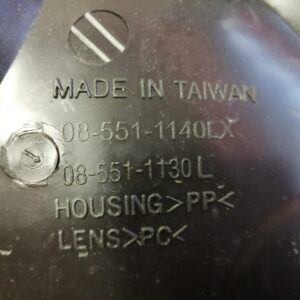 MADE IN TAIWAN
08-551-1140LX
08-551-1130 L
HOUSING>PP<
LENS>PC<